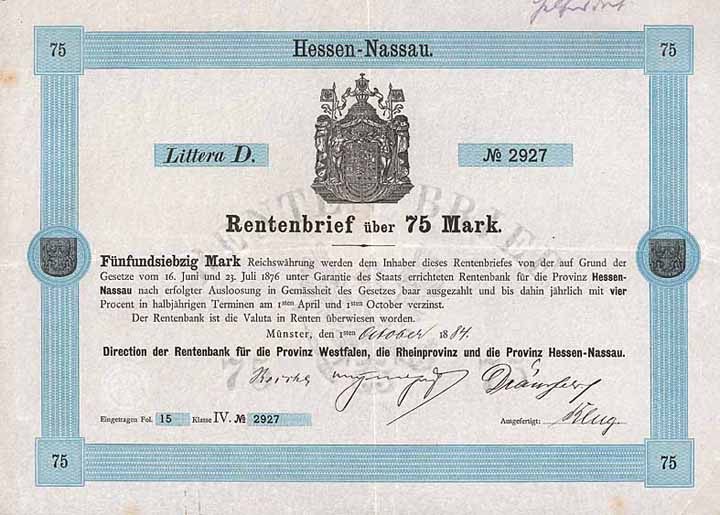 75 Hessen-Nassau. 75
Littera D. № 2927
RENTENBRIEF
Rentenbrief über 75 Mark.
Fünfundsiebzig Mark Reichswährung werden dem Inhaber dieses Rentenbriefes von der auf Grund der
Gesetze vom 16. Juni und 23. Juli 1876 unter Garantie des Staats errichteten Rentenbank für die Provinz Hessen-
Nassau nach erfolgter Ausloosung in Gemässheit des Gesetzes baar ausgezahlt und bis dahin jährlich mit vier
Procent in halbjährigen Terminen am 1sten April und 1sten October verzinst.
Der Rentenbank ist die Valuta in Renten überwiesen worden.
Münster, den 1sten October 1884.
Direction der Rentenbank für die Provinz Westfalen, die Rheinprovinz und die Provinz Hessen-Nassau.
75 75
Eingetragen Fol. 15 Klasse IV. № 2927 Ausgefertigt: Klug
75 75